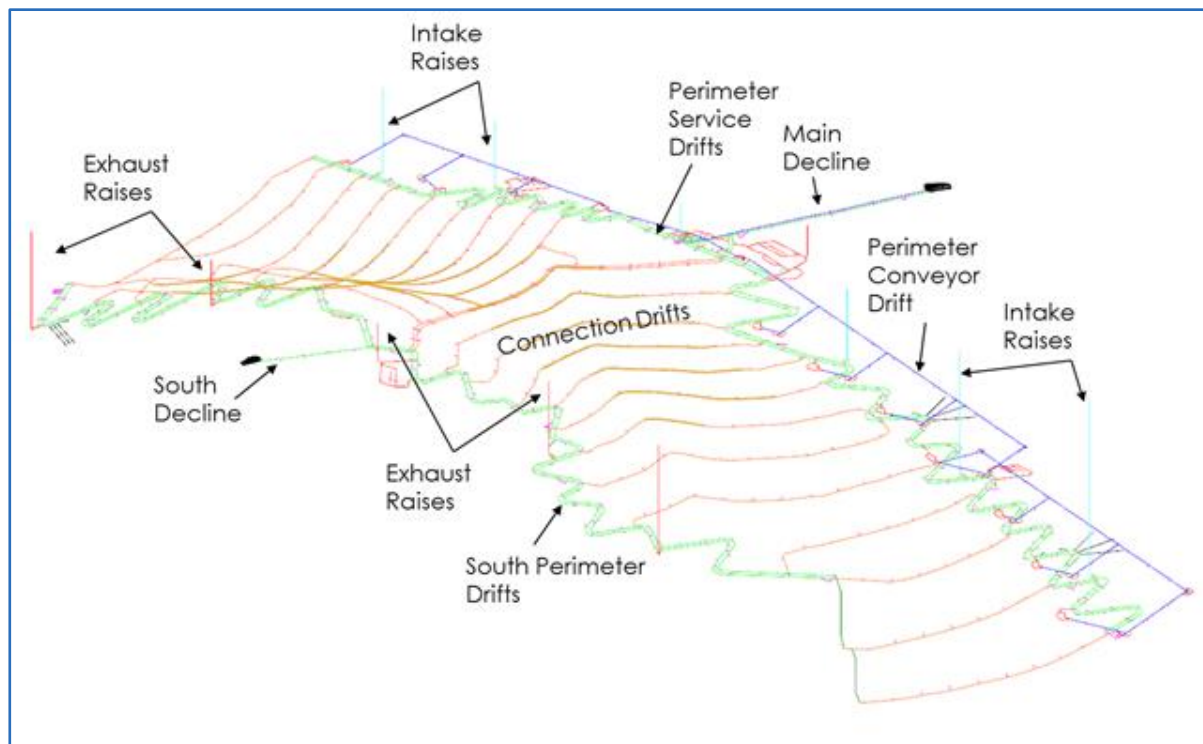 Intake
Raises
Perimeter
Service
Drifts
Main
Decline
Exhaust
Raises
Perimeter
Conveyor
Drift
Intake
Raises
Connection Drifts
South
Decline
Exhaust
Raises
South Perimeter
Drifts